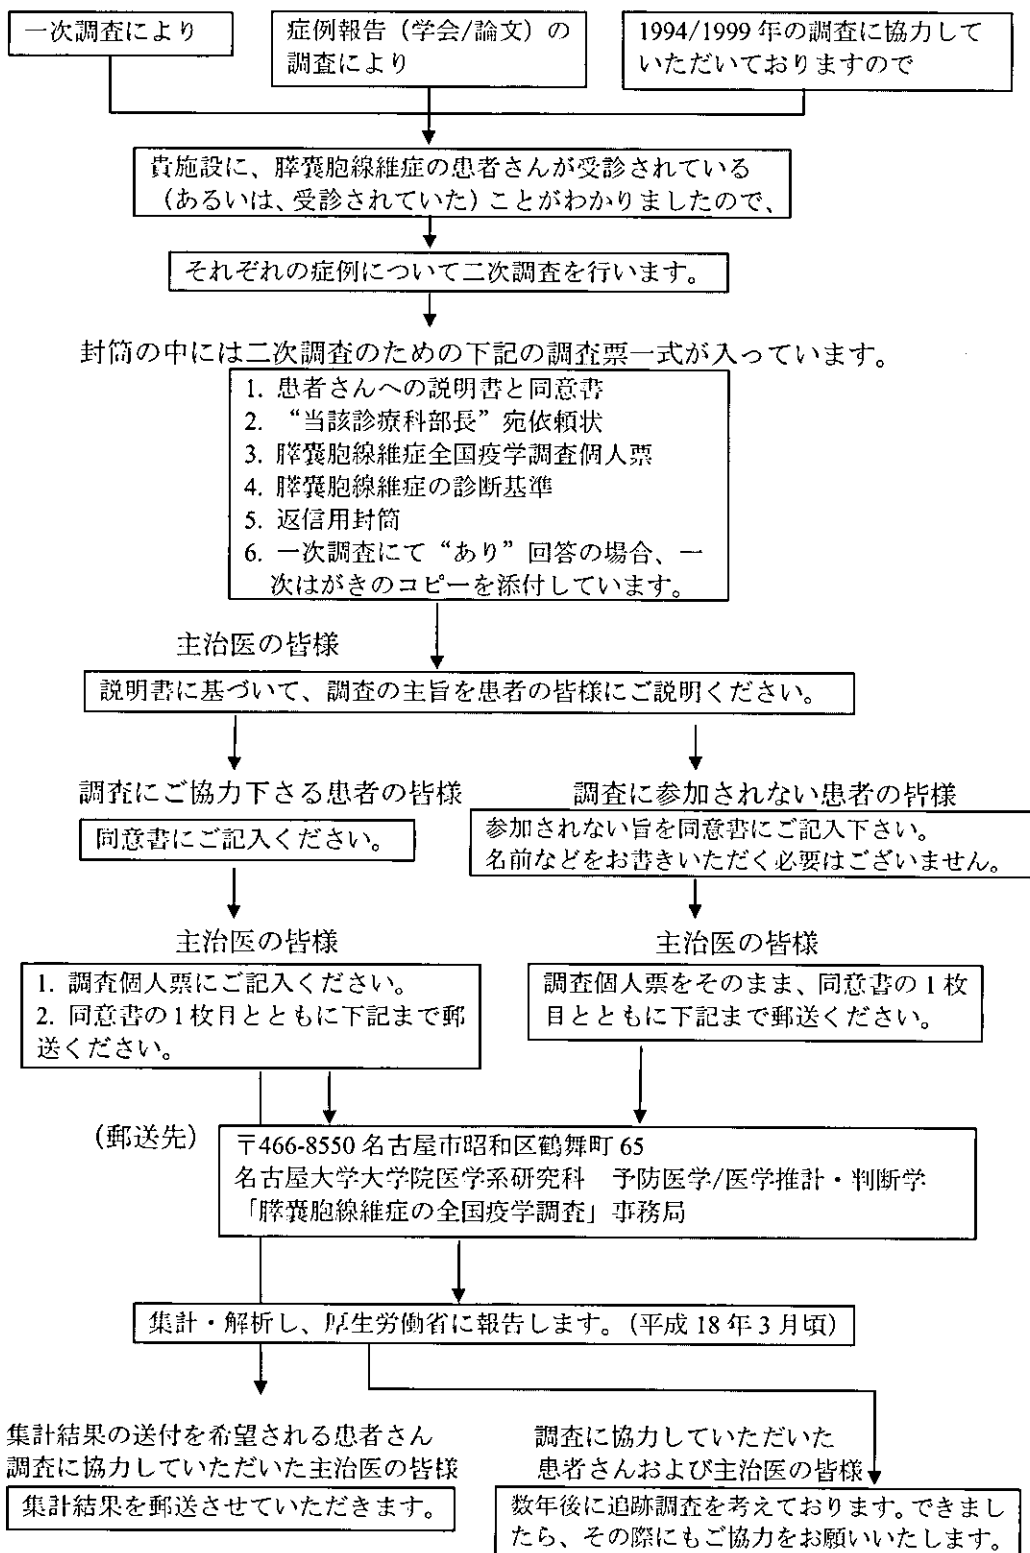 一次調査により
症例報告（学会/論文）の
調査により
1994/1999 年の調査に協力して
いただいておりますので
貴施設に、膵嚢胞線維症の患者さんが受診されている
（あるいは、受診されていた）ことがわかりましたので、
それぞれの症例について二次調査を行います。
封筒の中には二次調査のための下記の調査票一式が入っています。
1. 患者さんへの説明書と同意書
2. “当該診療科部長”宛依頼状
3. 膵嚢胞線維症全国疫学調査個人票
4. 膵嚢胞線維症の診断基準
5. 返信用封筒
6. 一次調査にて“あり”回答の場合、一
次はがきのコピーを添付しています。
主治医の皆様
説明書に基づいて、調査の主旨を患者の皆様にご説明ください。
調査にご協力下さる患者の皆様
同意書にご記入ください。
調査に参加されない患者の皆様
参加されない旨を同意書にご記入下さい。
名前などをお書きいただく必要はございません。
主治医の皆様
1. 調査個人票にご記入ください。
2. 同意書の1枚目とともに下記まで郵
送ください。
主治医の皆様
調査個人票をそのまま、同意書の1枚
目とともに下記まで郵送ください。
（郵送先）
〒466-8550 名古屋市昭和区鶴舞町 65
名古屋大学大学院医学系研究科　予防医学/医学推計・判断学
「膵嚢胞線維症の全国疫学調査」事務局
集計・解析し、厚生労働省に報告します。（平成 18 年 3 月頃）
集計結果の送付を希望される患者さん
調査に協力していただいた主治医の皆様
集計結果を郵送させていただきます。
調査に協力していただいた
患者さんおよび主治医の皆様
数年後に追跡調査を考えております。できまし
たら、その際にもご協力をお願いいたします。